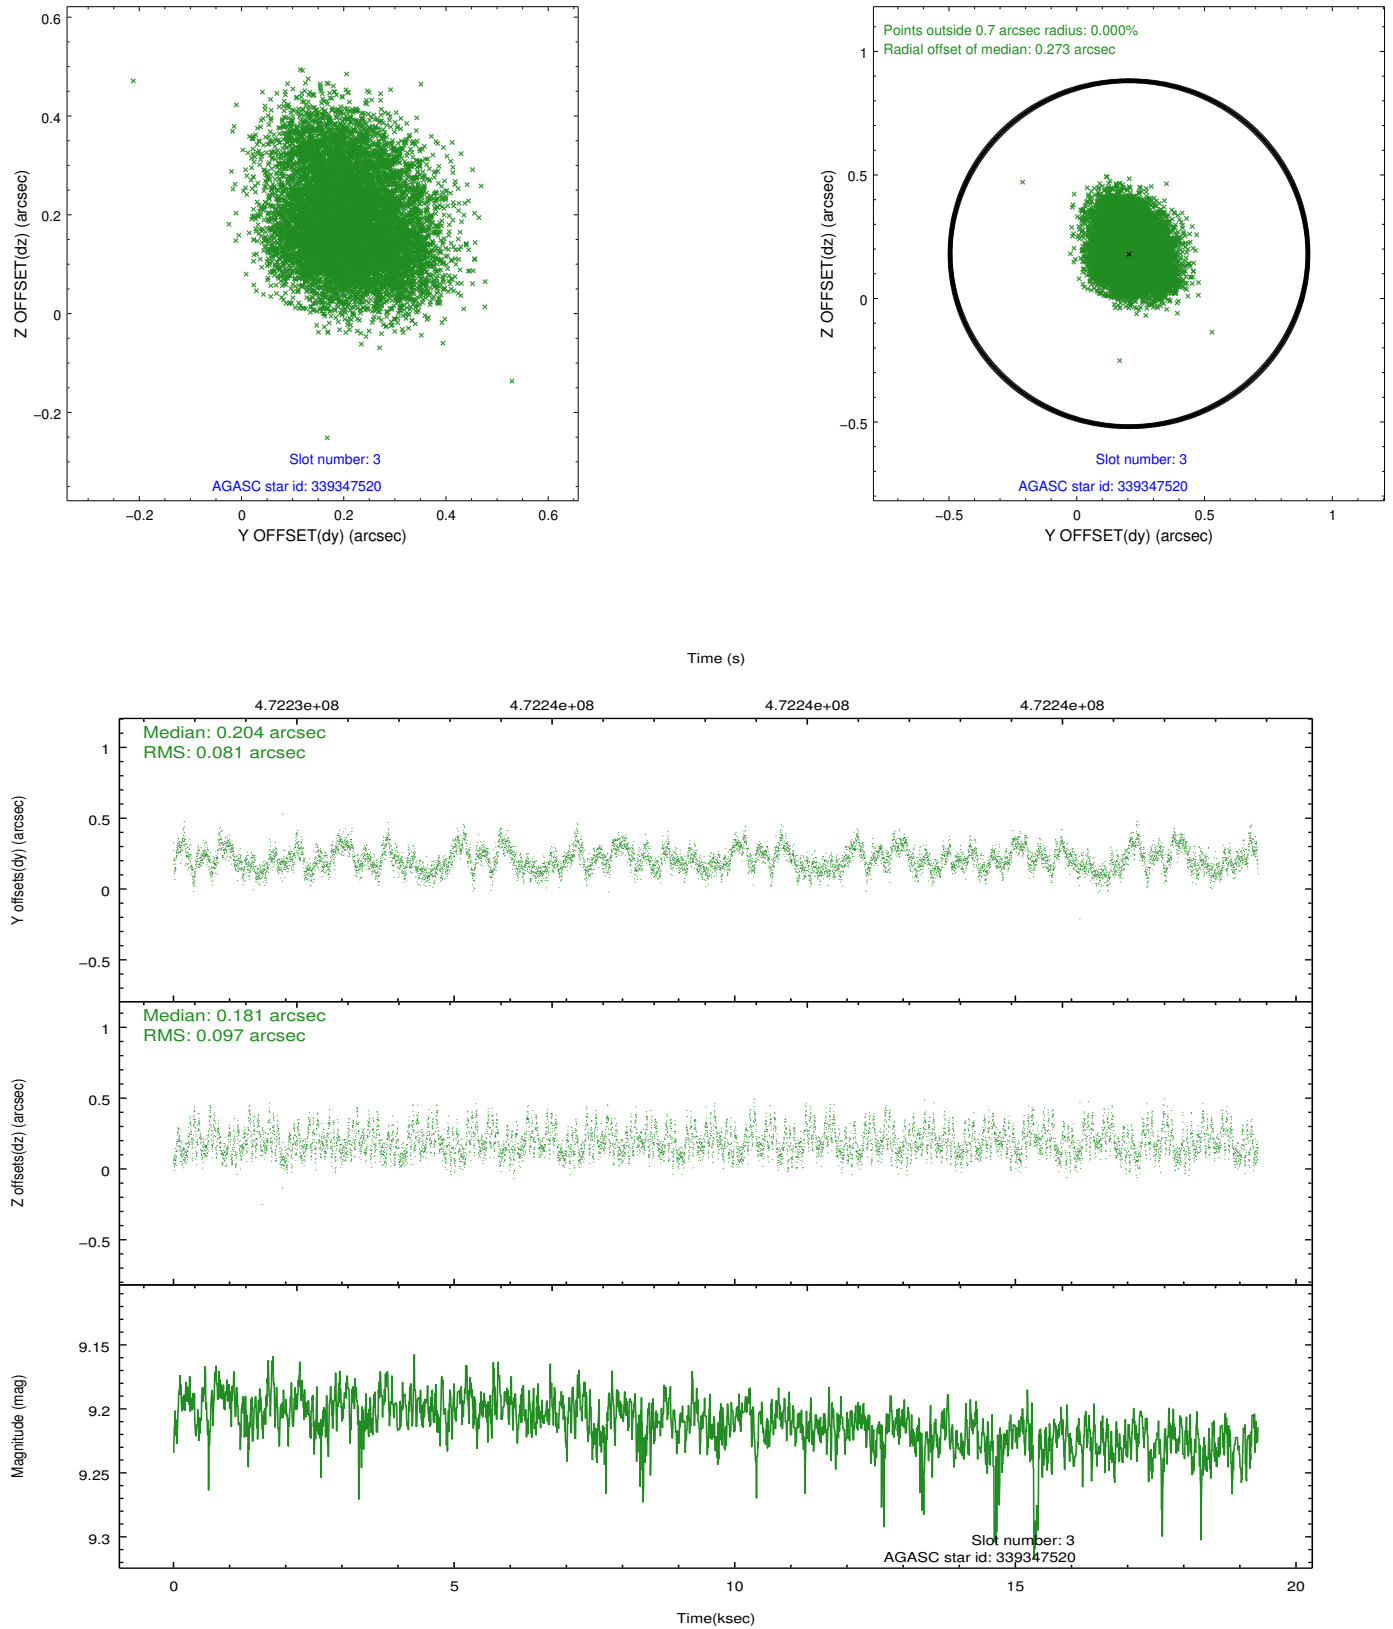 0.6
0.4
0.2
0
−0.2
Z OFFSET(dz) (arcsec)
Slot number: 3
AGASC star id: 339347520
−0.2 0 0.2 0.4 0.6
Y OFFSET(dy) (arcsec)
Points outside 0.7 arcsec radius: 0.000%
Radial offset of median: 0.273 arcsec
1
0.5
0
−0.5
Z OFFSET(dz) (arcsec)
Slot number: 3
AGASC star id: 339347520
−0.5 0 0.5 1
Y OFFSET(dy) (arcsec)
Time (s)
4.7223e+08 4.7224e+08 4.7224e+08 4.7224e+08
Median: 0.204 arcsec
RMS: 0.081 arcsec
1
0.5
0
−0.5
Y offsets(dy) (arcsec)
Median: 0.181 arcsec
RMS: 0.097 arcsec
1
0.5
0
−0.5
Z offsets(dz) (arcsec)
9.15
9.2
9.25
9.3
Magnitude (mag)
Slot number: 3
AGASC star id: 339347520
0 5 10 15 20
Time(ksec)